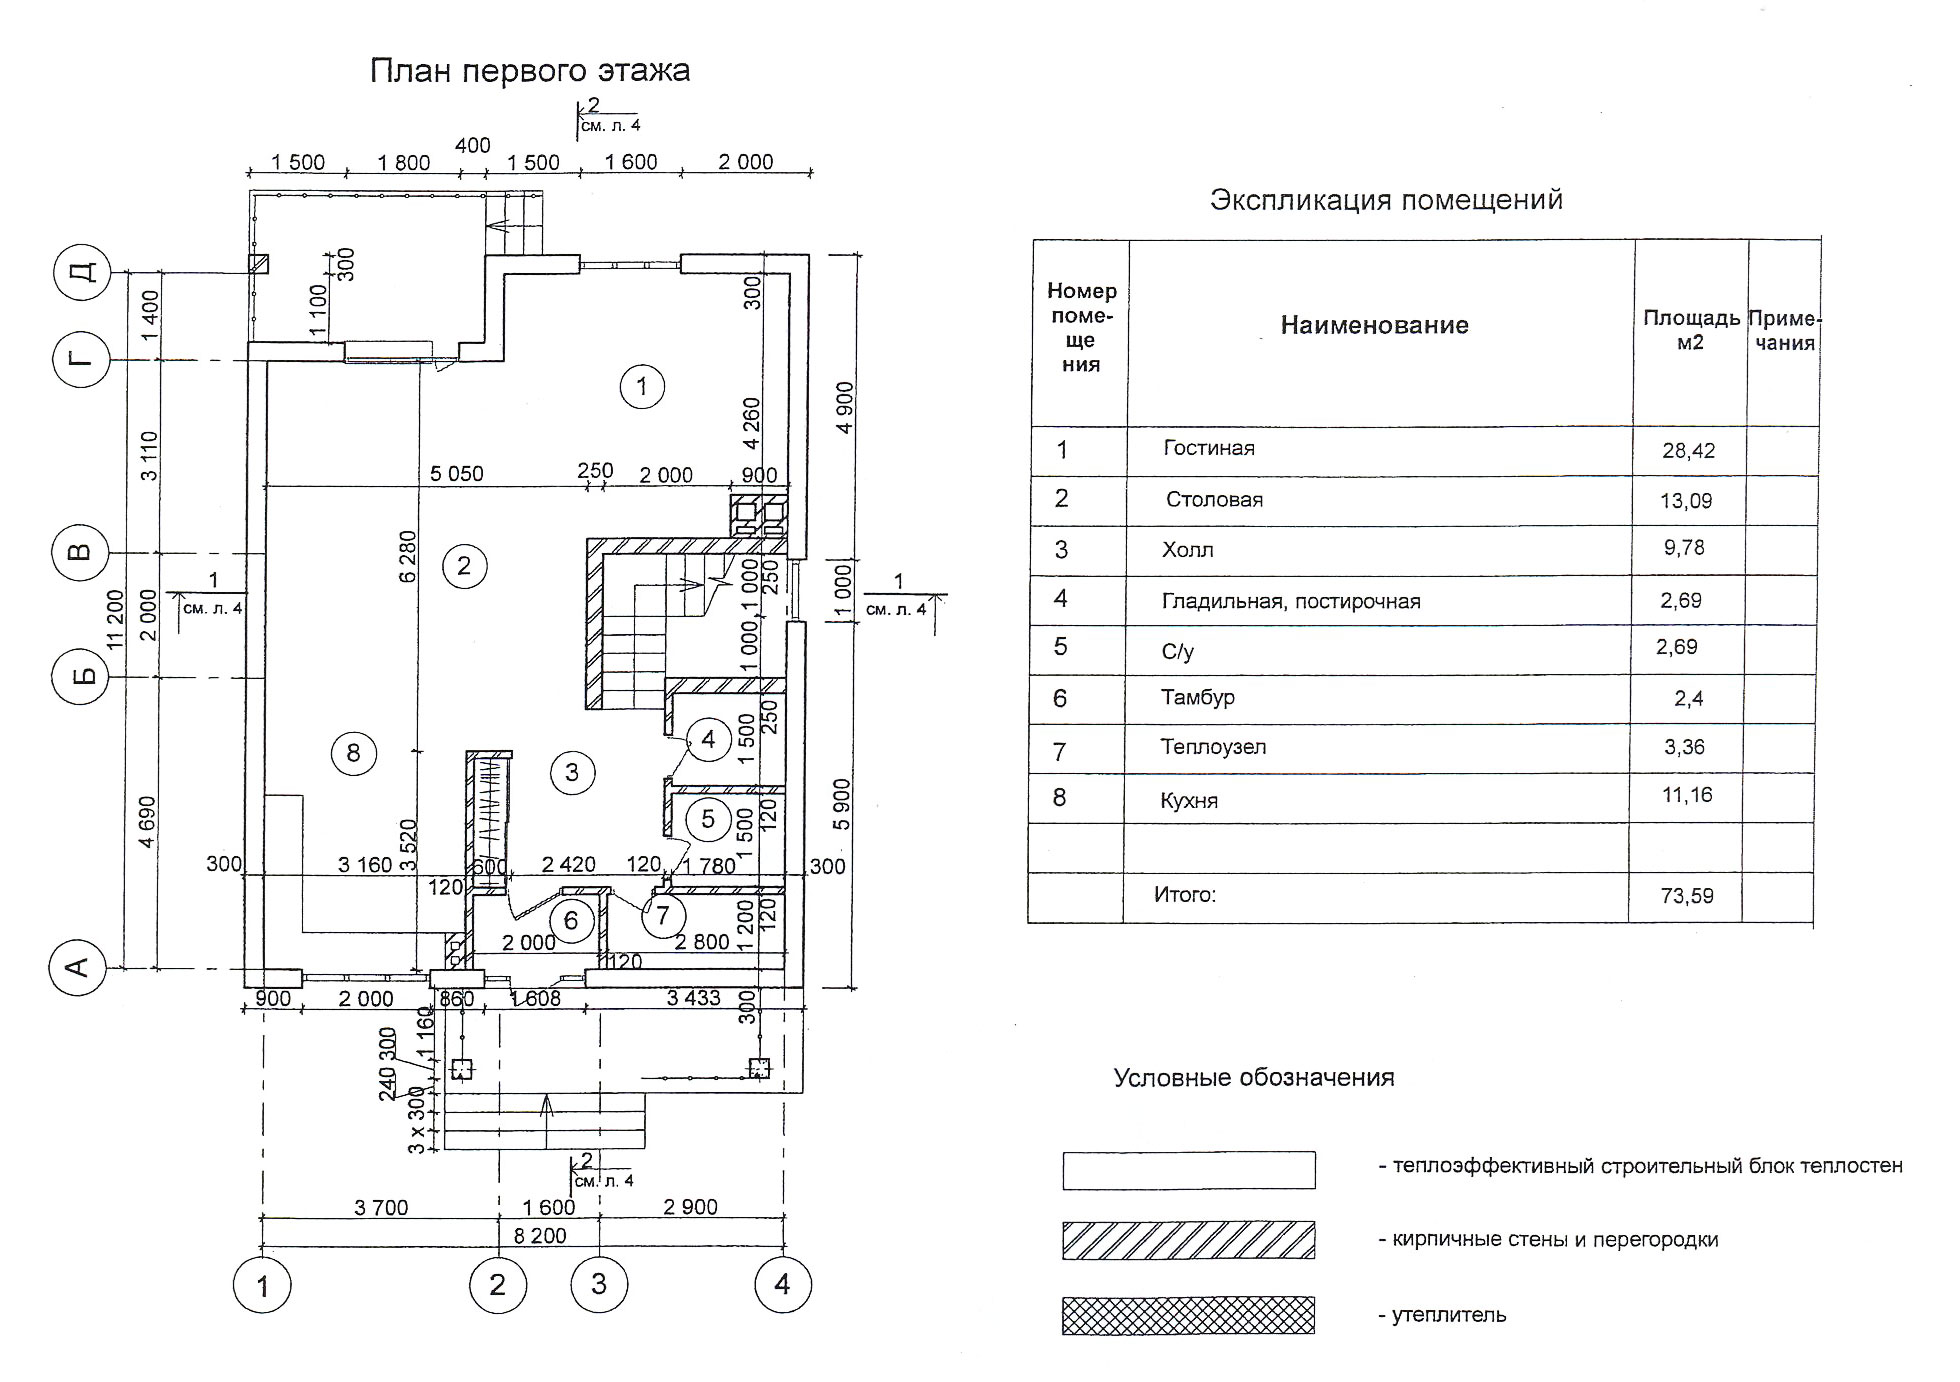 План первого этажа
2
см. л. 4
400
1 500 1 800 1 500 1 600 2 000
Д
Г
В
Б
А
1 400
3 110
2 000
4 690
11 200
300
1 100
300
4 260
4 900
1
5 050 250 2 000 900
6 280
2
1 000
250
1 000
1 000
1
см. л. 4
1
см. л. 4
250
1 500
4
8
3
5
120
1 500
5 900
3 520
300 3 160 600 2 420 120 1 780 300
120
6
7
2 000
2 800
120
1 200
120
900 2 000 860 1 608 3 433
300
1 160
300
240
3 x 300
2
см. л. 4
3 700 1 600 2 900
8 200
1 2 3 4
Экспликация помещений
Номер
поме-
ще
ния
Наименование
Площадь
м2
Приме-
чания
1 Гостиная 28,42
2 Столовая 13,09
3 Холл 9,78
4 Гладильная, постирочная 2,69
5 С/у 2,69
6 Тамбур 2,4
7 Теплоузел 3,36
8 Кухня 11,16
Итого: 73,59
Условные обозначения
- теплоэффективный строительный блок теплостен
- кирпичные стены и перегородки
- утеплитель